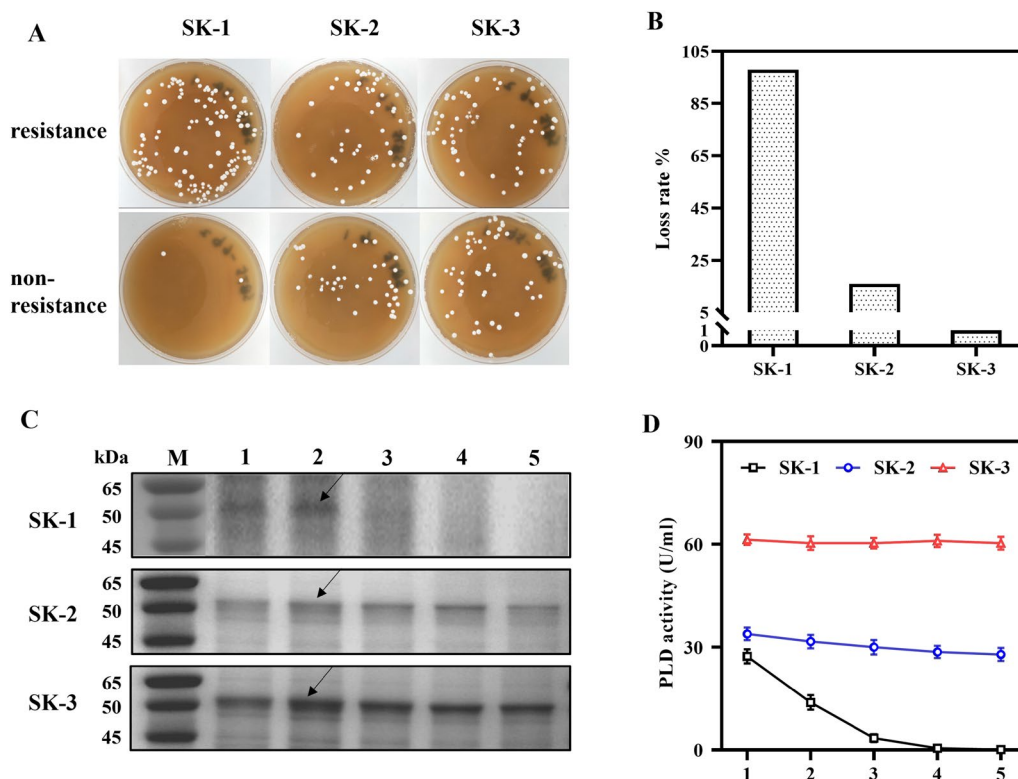 A
SK-1 SK-2 SK-3
resistance
non-
resistance
B
Loss rate %
105
85
65
45
25
5
1
0
SK-1 SK-2 SK-3
C
kDa M 1 2 3 4 5
SK-1
65
50
45
SK-2
65
50
45
SK-3
65
50
45
D
PLD activity (U/ml)
90
60
30
0
SK-1 SK-2 SK-3
1 2 3 4 5